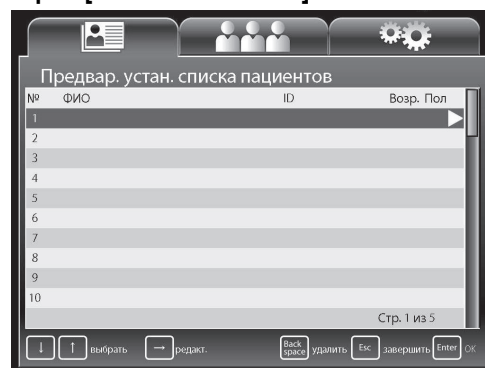 Предвар. устан. списка пациентов
№ ФИО ID Возр. Пол
1
2
3
4
5
6
7
8
9
10
Стр. 1 из 5
↓ ↑ выбрать → редакт. Back space удалить Esc завершить Enter OK